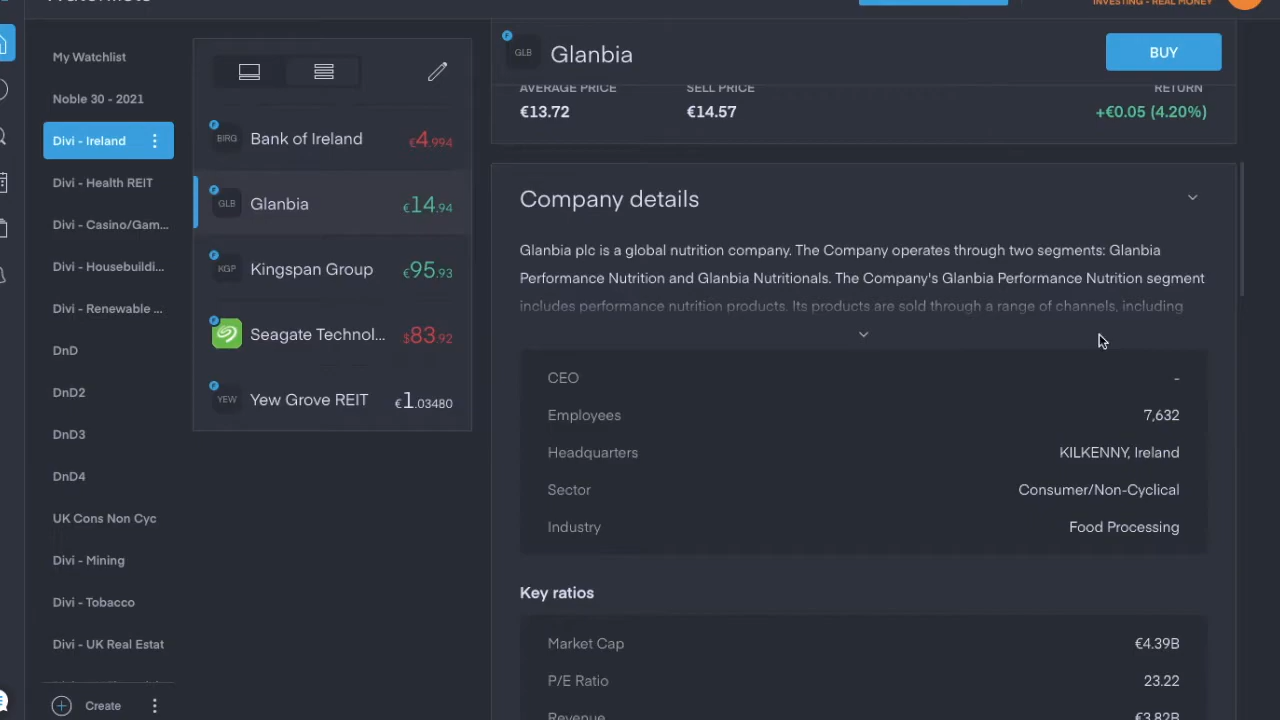 INVESTING - REAL MONEY
My Watchlist
Noble 30 - 2021
Divi - Ireland
Divi - Health REIT
Divi - Casino/Gam...
Divi - Housebuildi...
Divi - Renewable ...
DnD
DnD2
DnD3
DnD4
UK Cons Non Cyc
Divi - Mining
Divi - Tobacco
Divi - UK Real Estat
Create
BIRG Bank of Ireland €4.994
GLB Glanbia €14.94
KGP Kingspan Group €95.93
Seagate Technol... $83.92
YEW Yew Grove REIT €1.03480
GLB Glanbia BUY
AVERAGE PRICE SELL PRICE RETURN
€13.72 €14.57 +€0.05 (4.20%)
Company details
Glanbia plc is a global nutrition company. The Company operates through two segments: Glanbia
Performance Nutrition and Glanbia Nutritionals. The Company's Glanbia Performance Nutrition segment
includes performance nutrition products. Its products are sold through a range of channels, including
CEO -
Employees 7,632
Headquarters KILKENNY, Ireland
Sector Consumer/Non-Cyclical
Industry Food Processing
Key ratios
Market Cap €4.39B
P/E Ratio 23.22
Revenue €3.82B